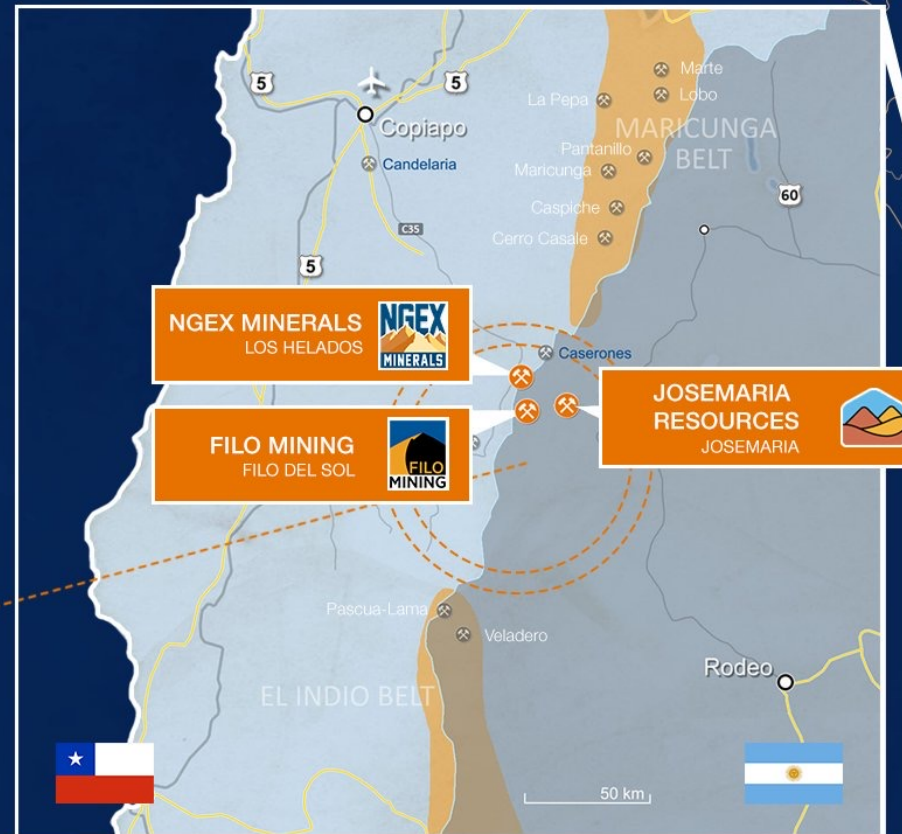 5
5
Copiapo
Candelaria
C35
5
Marte
La Pepa
Lobo
MARICUNGA
BELT
Pantanillo
Maricunga
60
Caspiche
Cerro Casale
NGEX MINERALS
LOS HELADOS
NGEX
MINERALS
Caserones
JOSEMARIA
RESOURCES
JOSEMARIA
FILO MINING
FILO DEL SOL
FILO
MINING
Pascua-Lama
Veladero
EL INDIO BELT
Rodeo
50 km